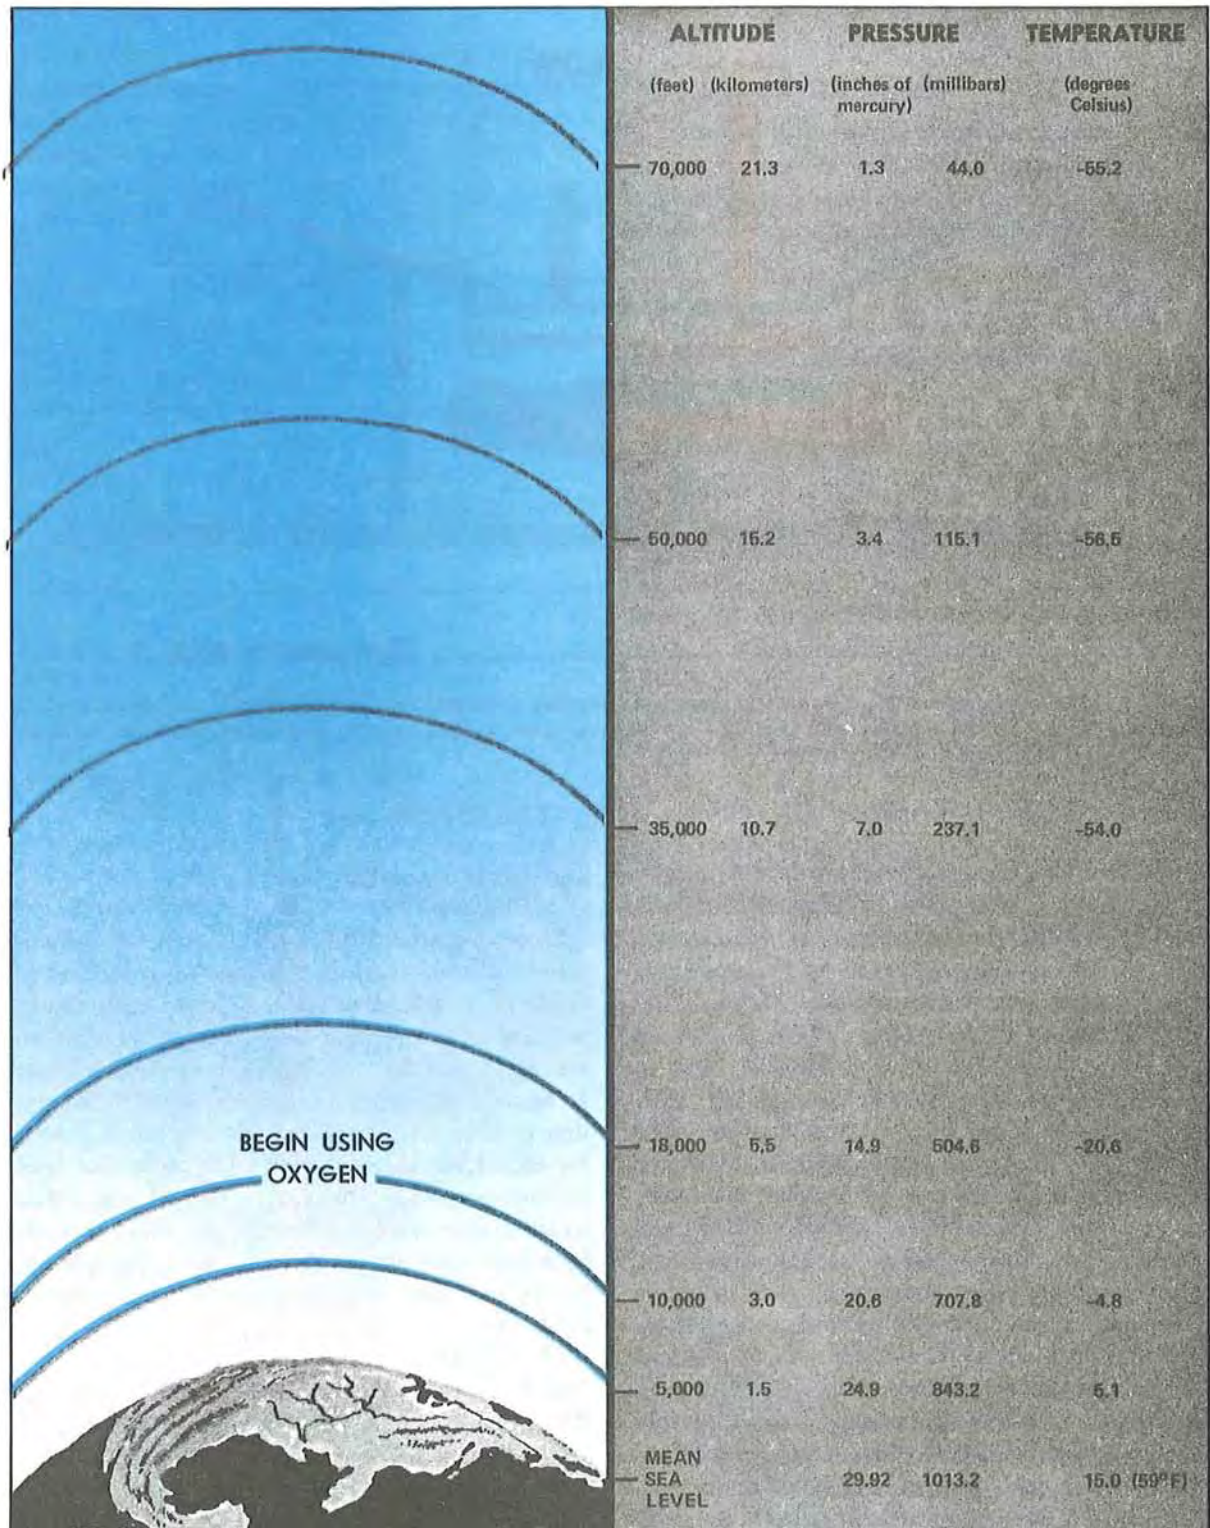 ALTITUDE PRESSURE TEMPERATURE
(feet) (kilometers) (inches of mercury) (millibars) (degrees Celsius)
70,000 21.3 1.3 44.0 -55.2
50,000 15.2 3.4 115.1 -56.5
35,000 10.7 7.0 237.1 -54.0
18,000 5.5 14.9 504.6 -20.6
BEGIN USING
OXYGEN
10,000 3.0 20.6 707.8 -4.8
5,000 1.5 24.9 843.2 5.1
MEAN
SEA 29.92 1013.2 15.0 (59°F)
LEVEL